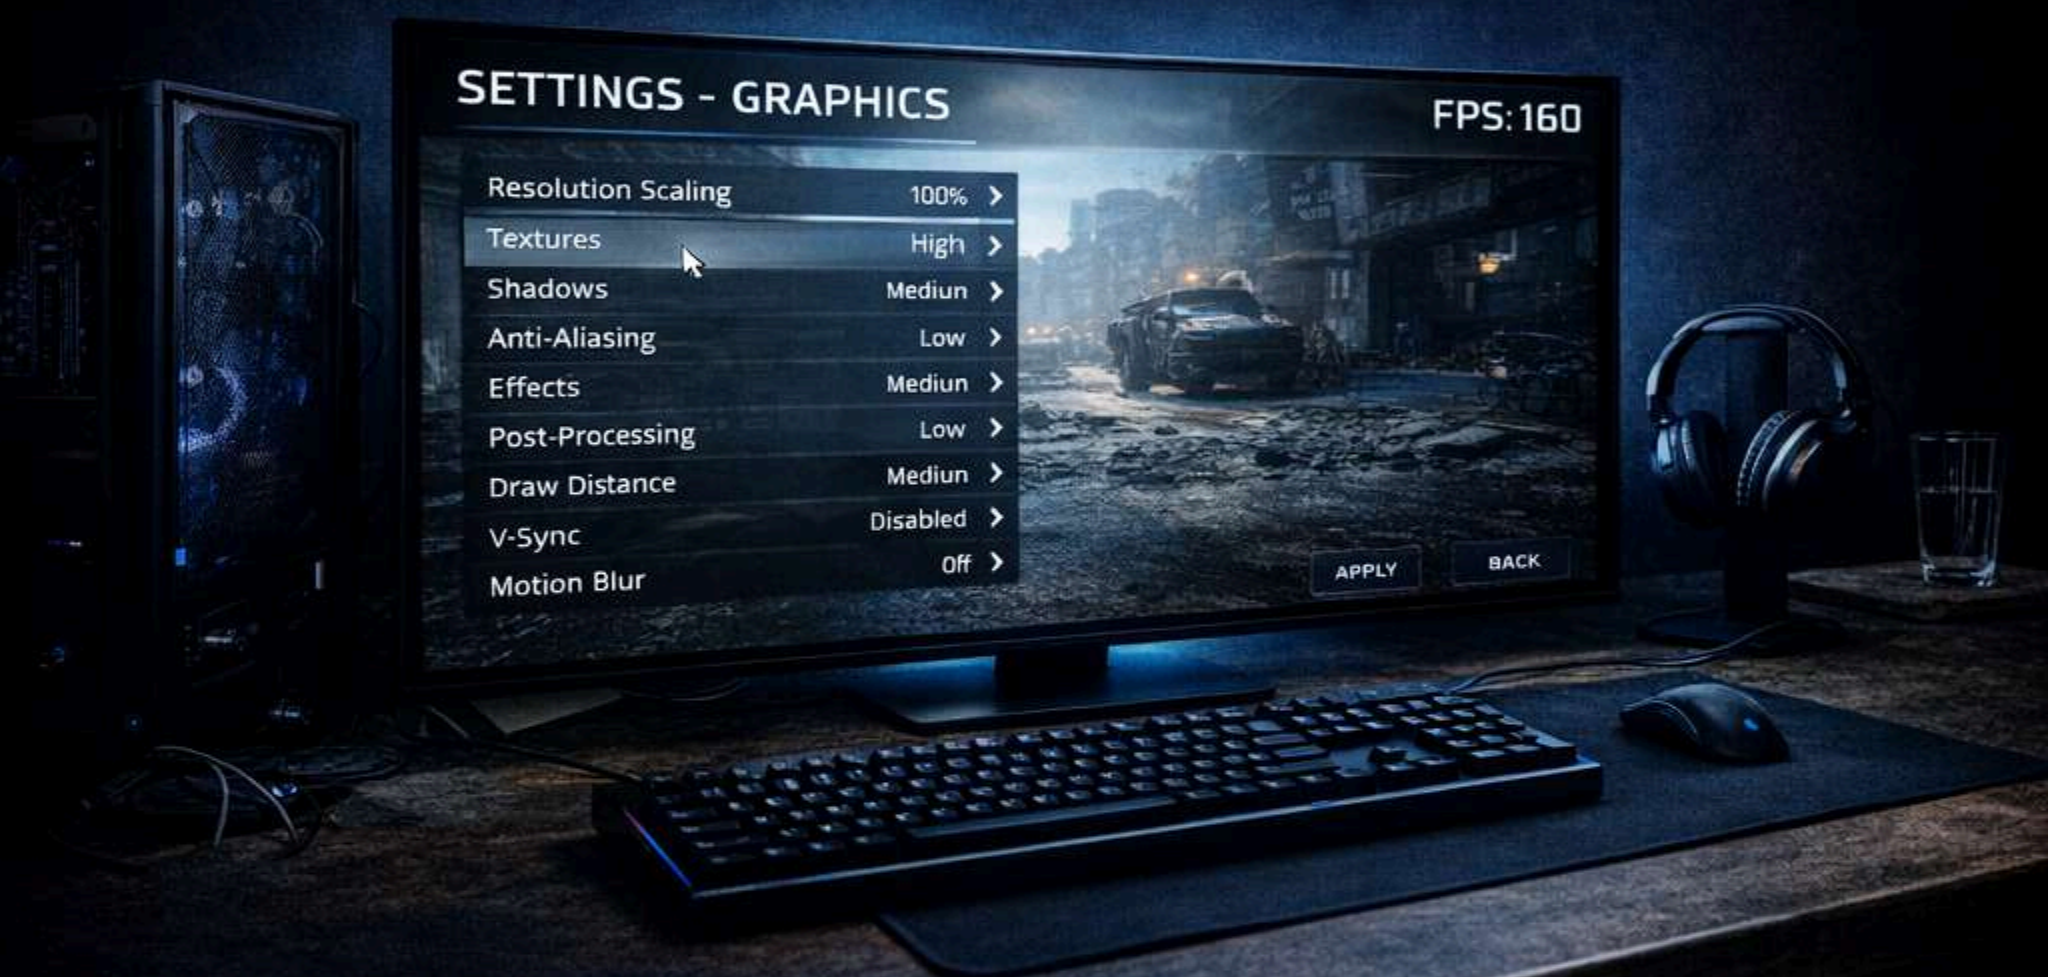 SETTINGS - GRAPHICS
FPS: 160
Resolution Scaling 100%
Textures High
Shadows Mediun
Anti-Aliasing Low
Effects Mediun
Post-Processing Low
Draw Distance Mediun
V-Sync Disabled
Motion Blur Off
APPLY BACK